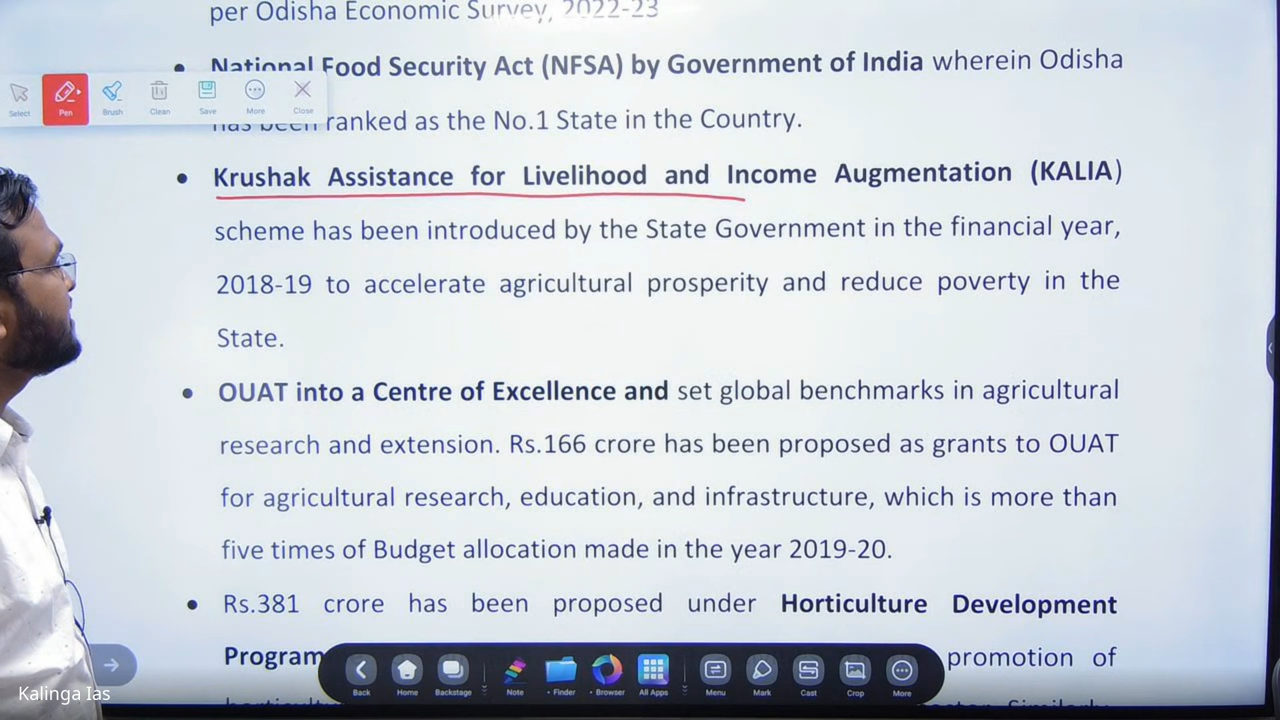 per Odisha Economic Survey, 2022-23
• National Food Security Act (NFSA) by Government of India wherein Odisha
Select Pen Brush Clean Save More Close
has been ranked as the No.1 State in the Country.
• Krushak Assistance for Livelihood and Income Augmentation (KALIA)
scheme has been introduced by the State Government in the financial year,
2018-19 to accelerate agricultural prosperity and reduce poverty in the
State.
• OUAT into a Centre of Excellence and set global benchmarks in agricultural
research and extension. Rs.166 crore has been proposed as grants to OUAT
for agricultural research, education, and infrastructure, which is more than
five times of Budget allocation made in the year 2019-20.
• Rs.381 crore has been proposed under Horticulture Development
Program promotion of
Back Home Backstage Note Finder Browser All Apps Menu Mark Cast Crop More
Similarly,
Kalinga Ias